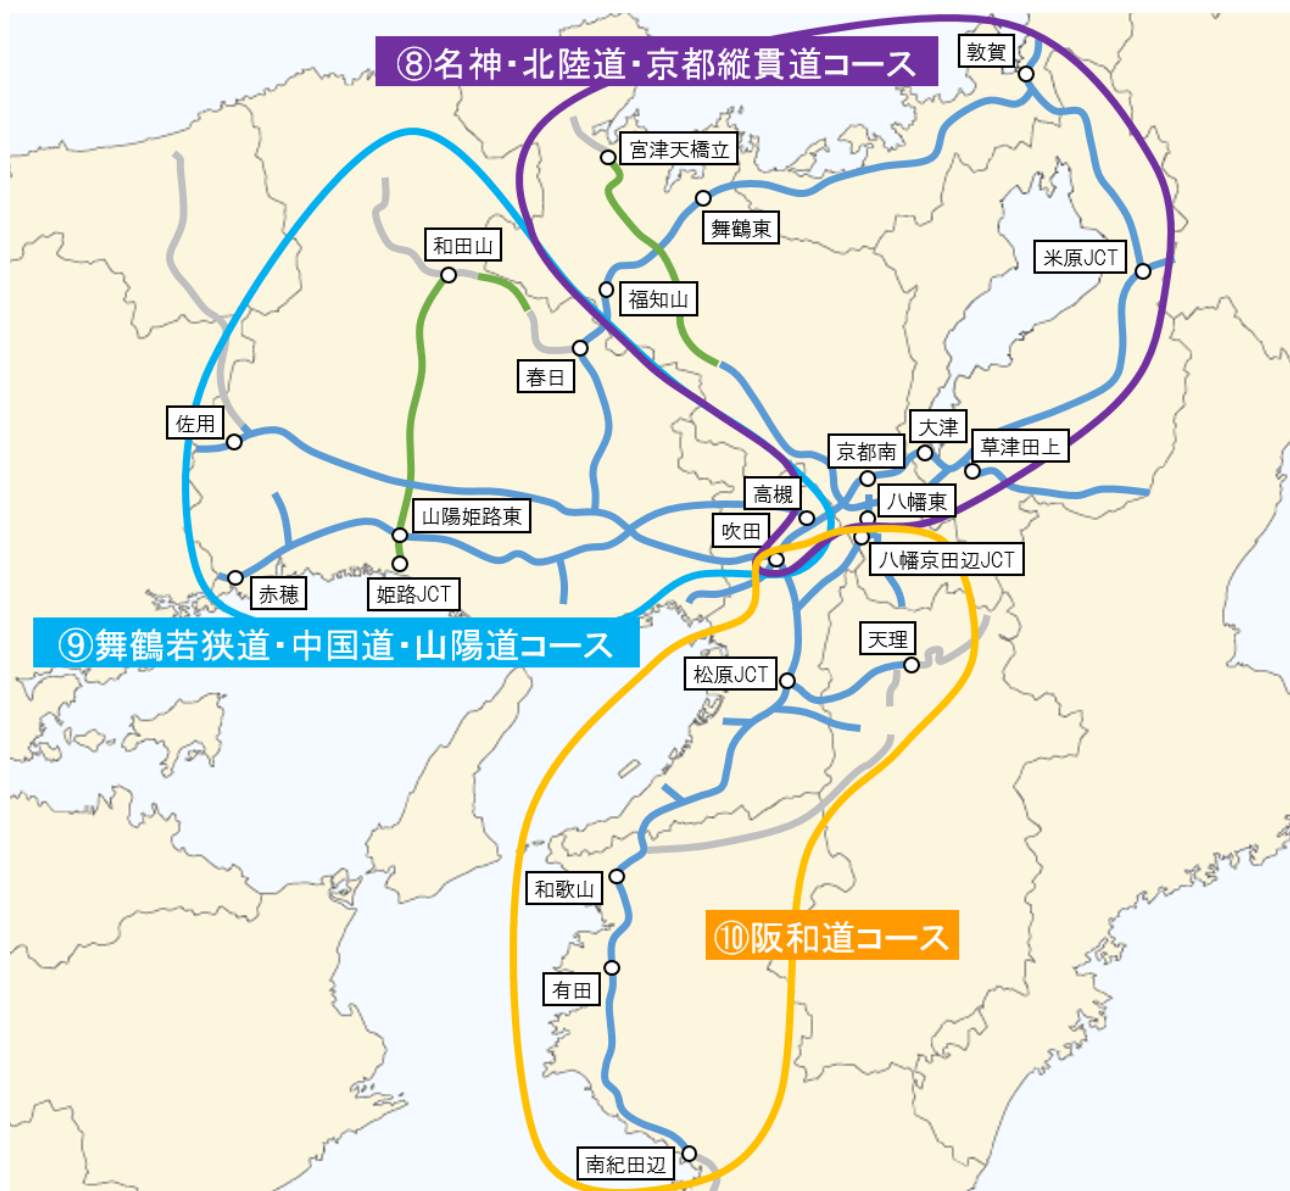 ⑧名神・北陸道・京都縦貫道コース
敦賀
宮津天橋立
舞鶴東
和田山
米原JCT
福知山
春日
佐用
大津
京都南
草津田上
高槻
八幡東
山陽姫路東
吹田
八幡京田辺JCT
赤穂
姫路JCT
⑨舞鶴若狭道・中国道・山陽道コース
天理
松原JCT
和歌山
⑩阪和道コース
有田
南紀田辺